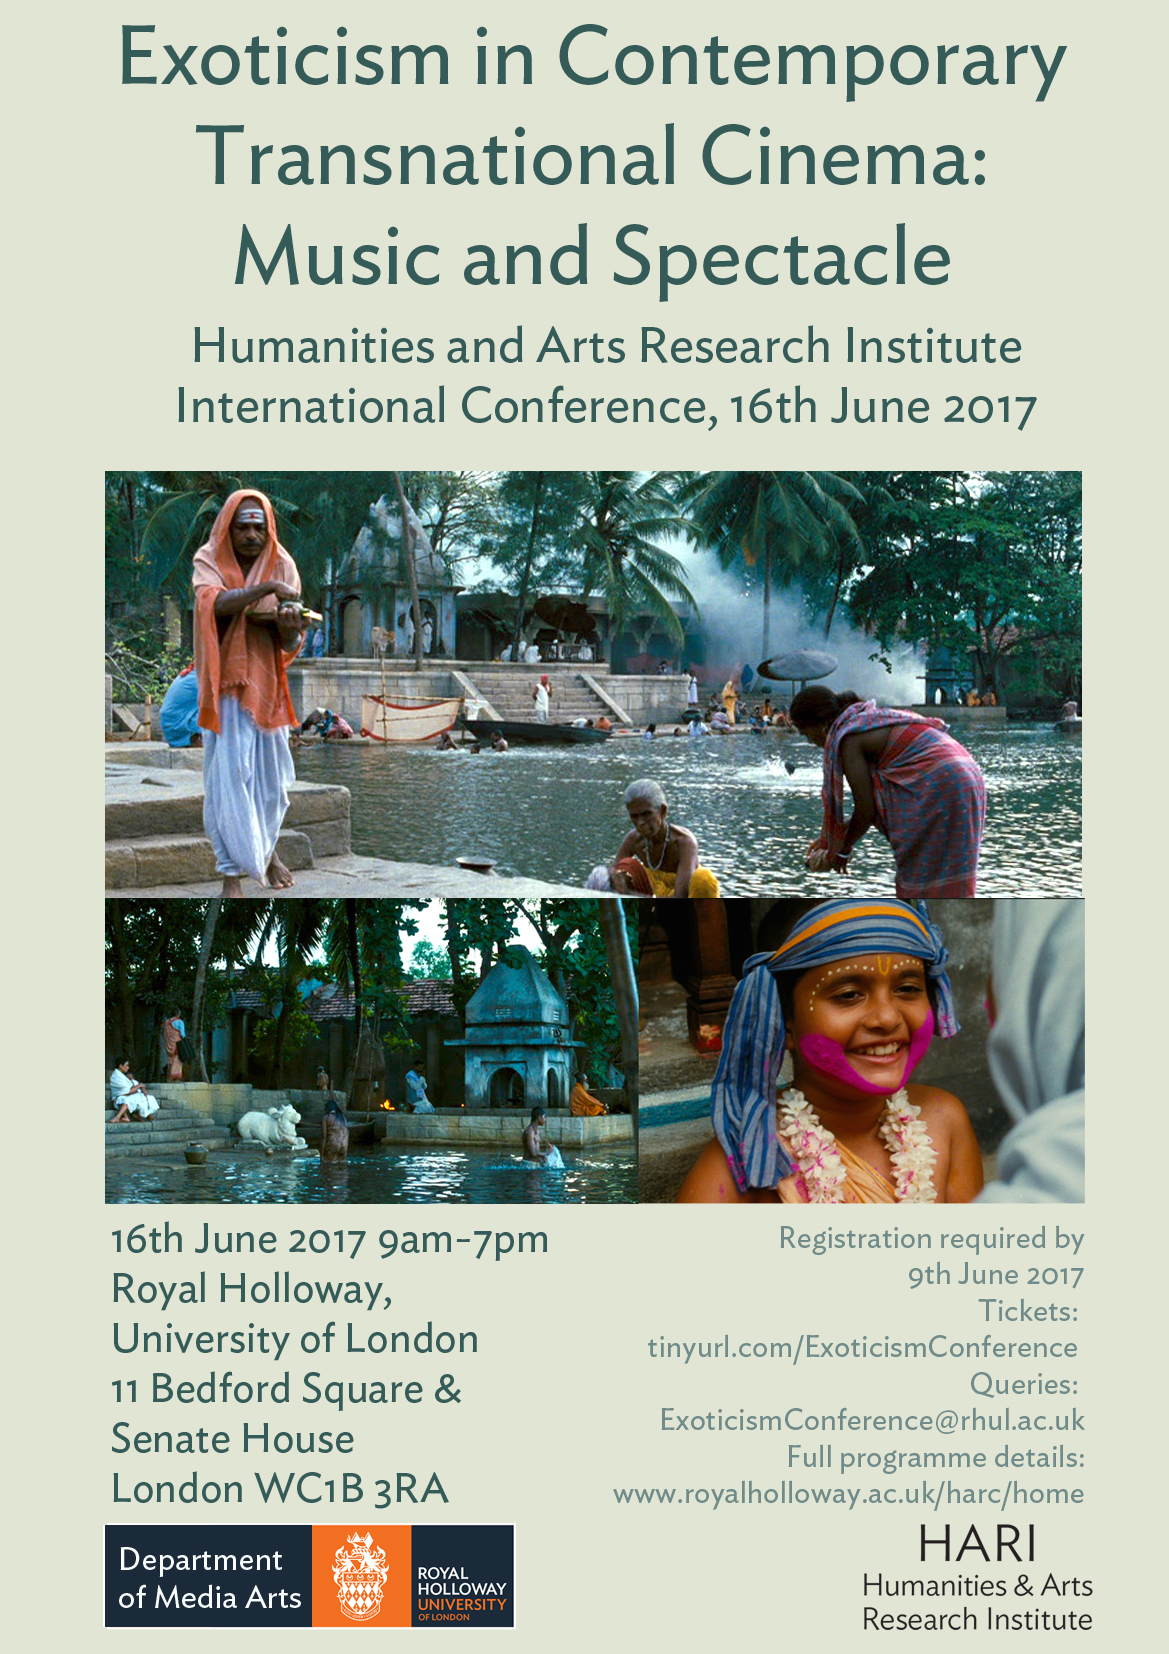 Exoticism in Contemporary
Transnational Cinema:
Music and Spectacle
Humanities and Arts Research Institute
International Conference, 16th June 2017
16th June 2017 9am-7pm
Royal Holloway,
University of London
11 Bedford Square &
Senate House
London WC1B 3RA
Registration required by
9th June 2017
Tickets:
tinyurl.com/ExoticismConference
Queries:
ExoticismConference@rhul.ac.uk
Full programme details:
www.royalholloway.ac.uk/harc/home
Department
of Media Arts
ROYAL
HOLLOWAY
UNIVERSITY
OF LONDON
HARI
Humanities & Arts
Research Institute